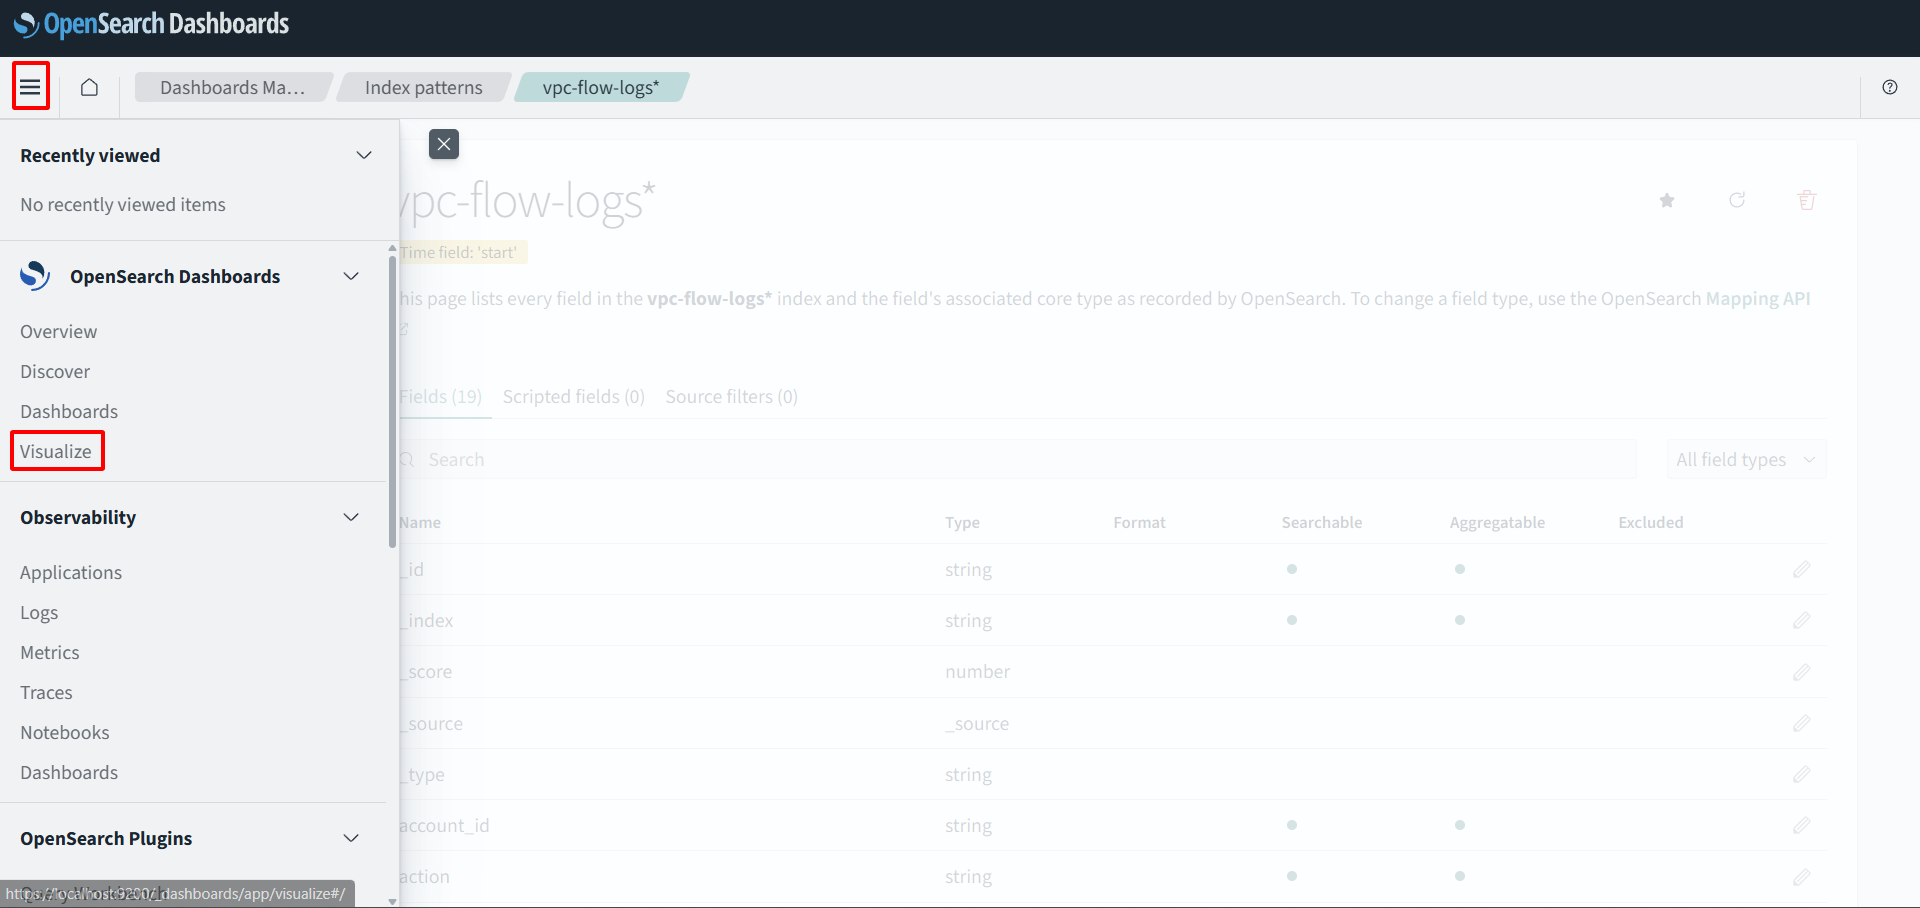 OpenSearch Dashboards
Dashboards Ma...
Index patterns
vpc-flow-logs*
Recently viewed
No recently viewed items
OpenSearch Dashboards
Overview
Discover
Dashboards
Visualize
Observability
Applications
Logs
Metrics
Traces
Notebooks
Dashboards
OpenSearch Plugins
https://localhost:9200/_dashboards/app/visualize#/
vpc-flow-logs*
Time field: 'start'
his page lists every field in the vpc-flow-logs* index and the field's associated core type as recorded by OpenSearch. To change a field type, use the OpenSearch Mapping API
Fields (19) Scripted fields (0) Source filters (0)
Search All field types
Name Type Format Searchable Aggregatable Excluded
_id string
_index string
_score number
_source _source
_type string
account_id string
action string